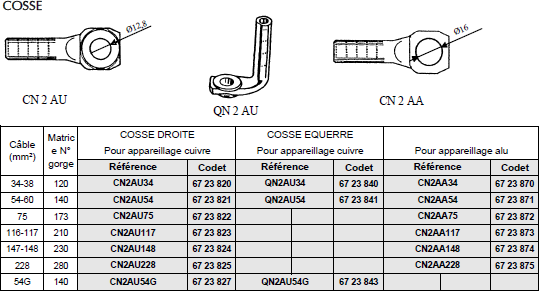 COSSE
Ø12,8
Ø16
CN 2 AU
QN 2 AU
CN 2 AA
Câble (mm²) Matric e N° gorge COSSE DROITE Pour appareillage cuivre COSSE EQUERRE Pour appareillage cuivre Pour appareillage alu
Référence Codet Référence Codet Référence Codet
34-38 120 CN2AU34 67 23 820 QN2AU34 67 23 840 CN2AA34 67 23 870
54-60 140 CN2AU54 67 23 821 QN2AU54 67 23 841 CN2AA54 67 23 871
75 173 CN2AU75 67 23 822 CN2AA75 67 23 872
116-117 210 CN2AU117 67 23 823 CN2AA117 67 23 873
147-148 230 CN2AU148 67 23 824 CN2AA148 67 23 874
228 280 CN2AU228 67 23 825 CN2AA228 67 23 875
54G 140 CN2AU54G 67 23 827 QN2AU54G 67 23 843